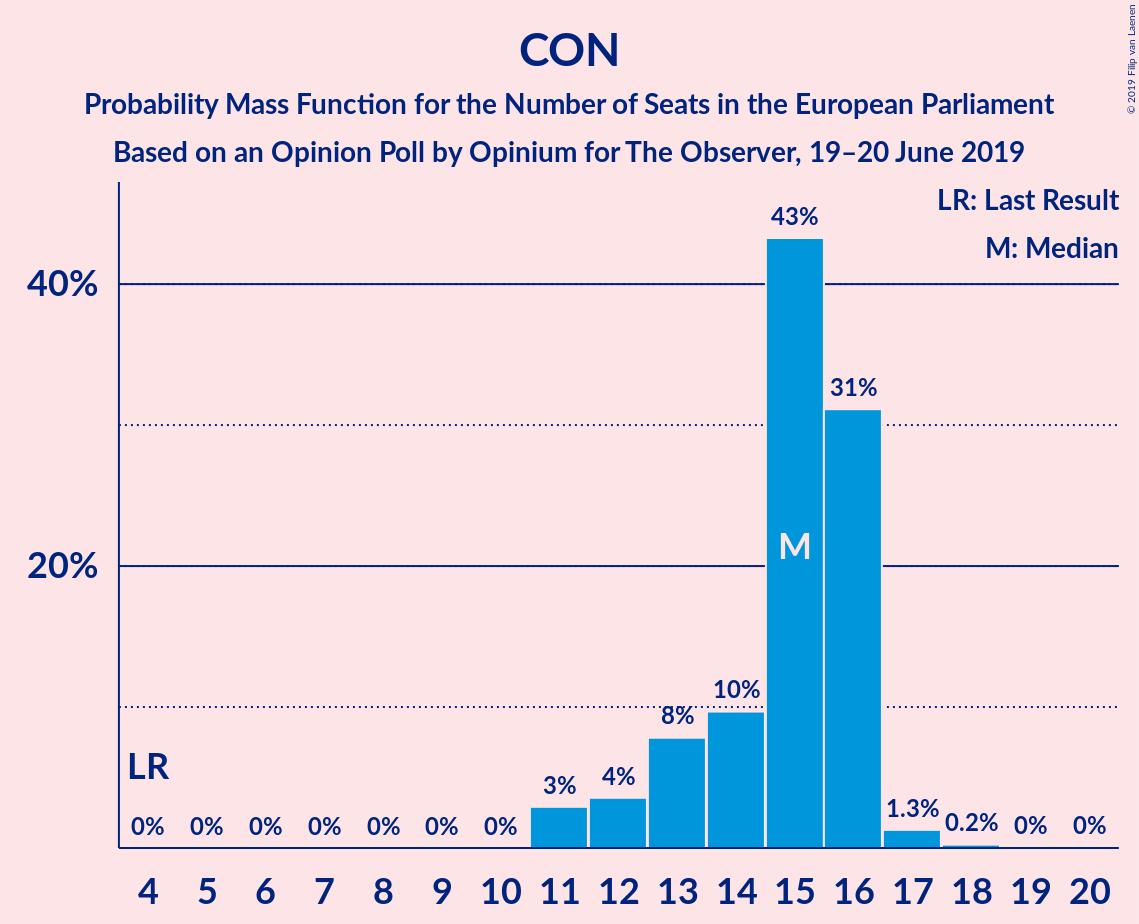 CON
Probability Mass Function for the Number of Seats in the European Parliament
Based on an Opinion Poll by Opinium for The Observer, 19–20 June 2019
© 2019 Filip van Laenen
LR: Last Result
M: Median
43%
40%
31%
M
20%
10%
8%
LR
4%
3%
1.3%
0.2%
0% 0% 0% 0% 0% 0% 0% 0% 0%
4 5 6 7 8 9 10 11 12 13 14 15 16 17 18 19 20